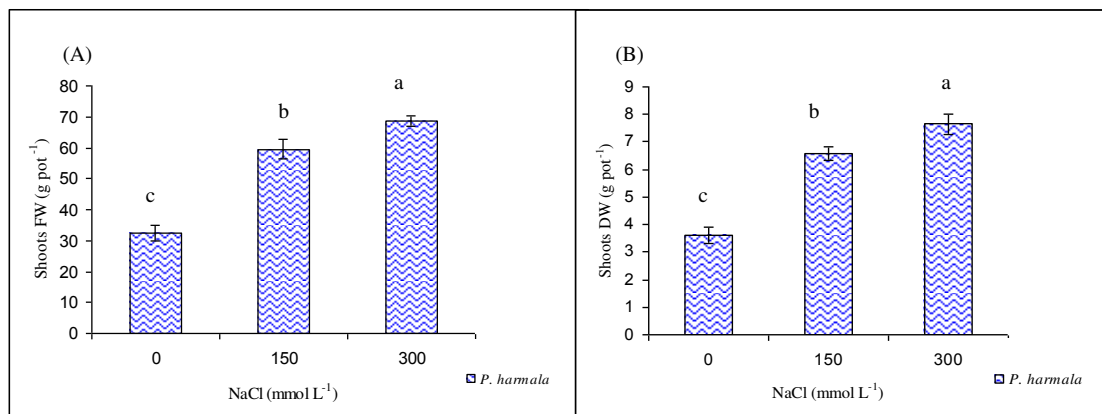 (A)
Shoots FW (g pot⁻¹)
80
70
60
50
40
30
20
10
0
c
b
a
0 150 300
NaCl (mmol L⁻¹)
P. harmala
(B)
Shoots DW (g pot⁻¹)
9
8
7
6
5
4
3
2
1
0
c
b
a
0 150 300
NaCl (mmol L⁻¹)
P. harmala